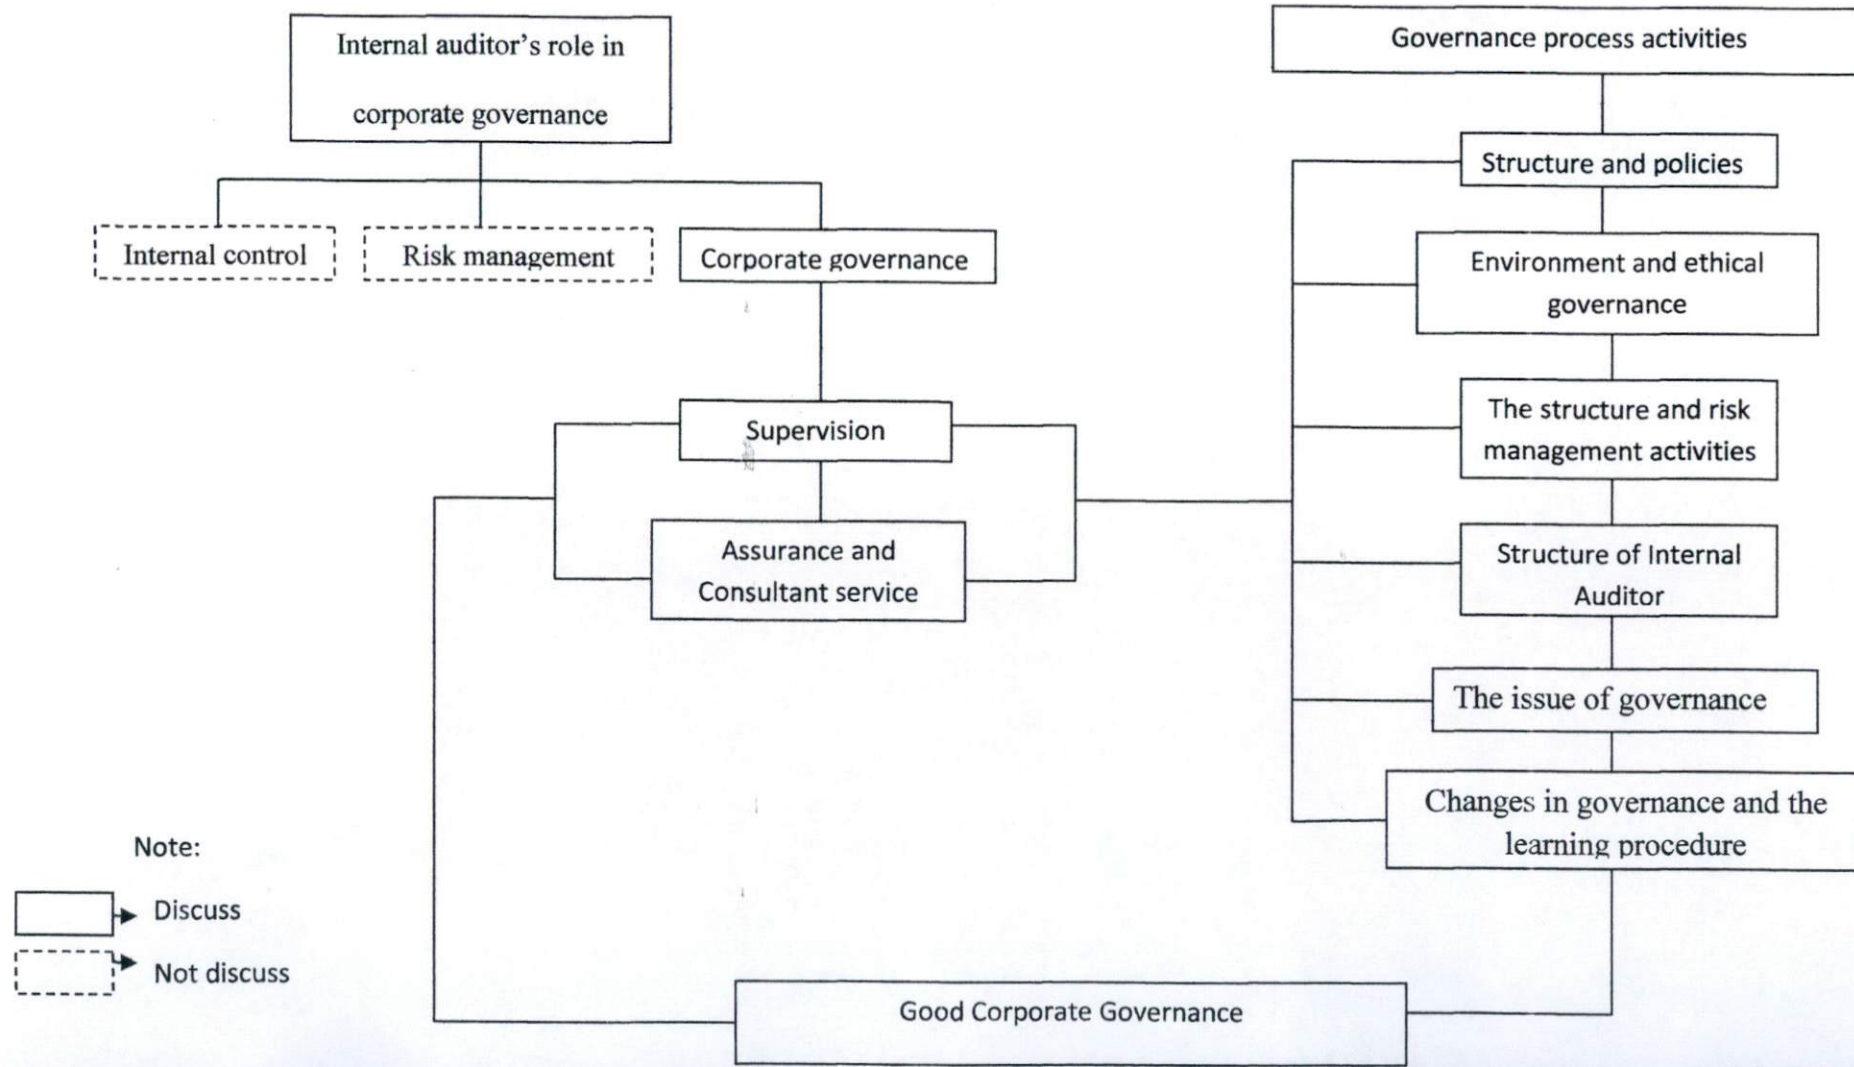 Internal auditor's role in
corporate governance
Internal control
Risk management
Corporate governance
Supervision
Assurance and
Consultant service
Governance process activities
Structure and policies
Environment and ethical
governance
The structure and risk
management activities
Structure of Internal
Auditor
The issue of governance
Changes in governance and the
learning procedure
Good Corporate Governance
Note:
Discuss
Not discuss